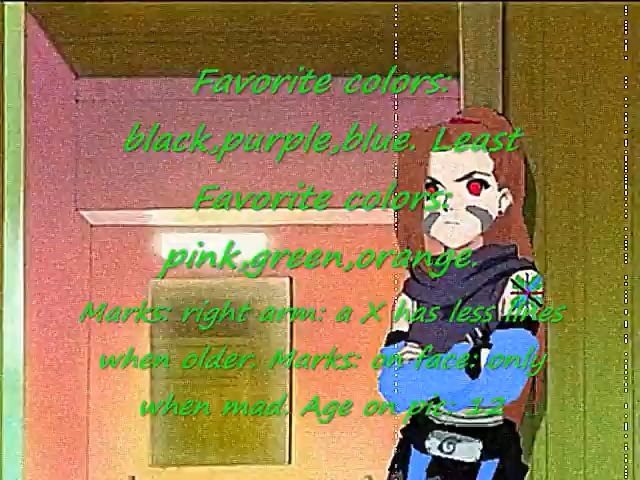 Favorite colors:
black,purple,blue. Least
Favorite colors:
pink,green,orange.
Marks: right arm: a X has less lines
when older. Marks: on face: only
when mad. Age on pic: 12